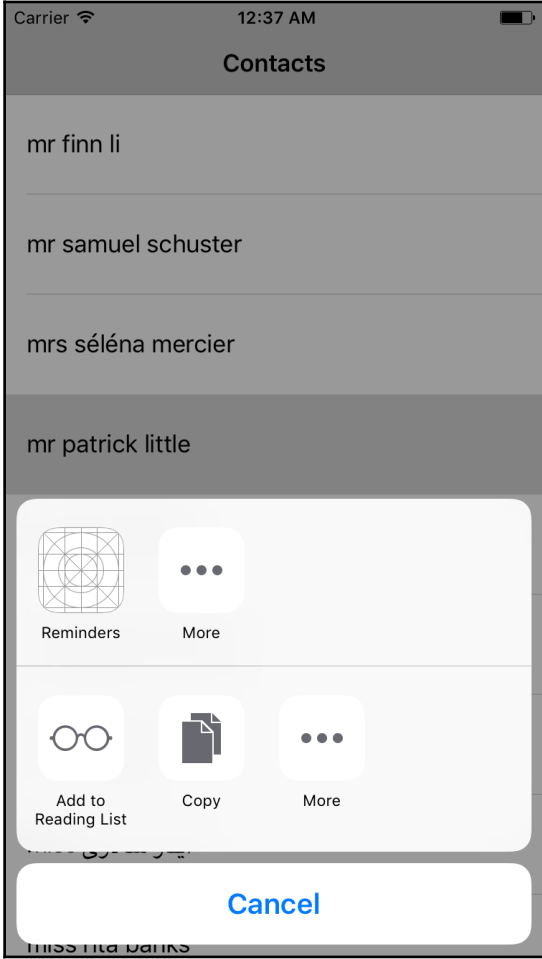 Carrier 12:37 AM
Contacts
mr finn li
mr samuel schuster
mrs séléna mercier
mr patrick little
Reminders More
Add to Copy More
Reading List
miss
Cancel
miss rita banks